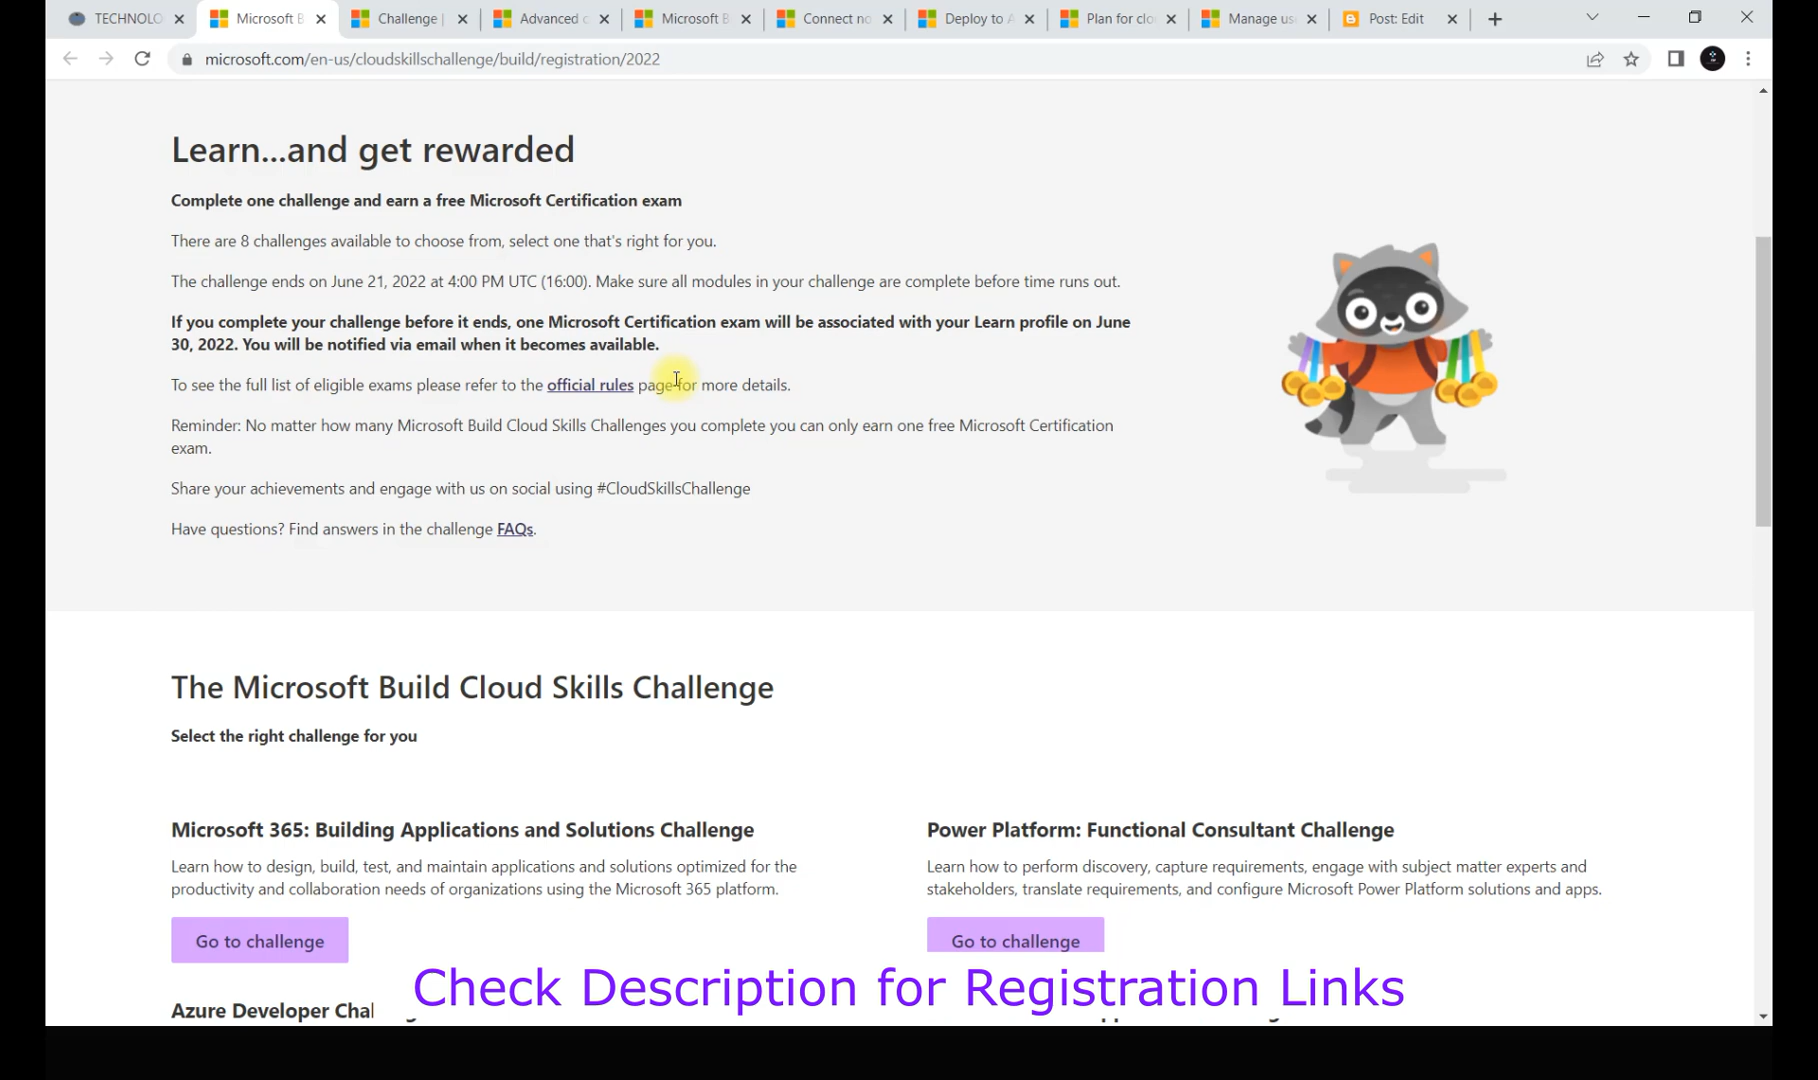 TECHNOLO
Microsoft B
Challenge |
Advanced c
Microsoft B
Connect no
Deploy to A
Plan for clo
Manage us
Post: Edit
microsoft.com/en-us/cloudskillschallenge/build/registration/2022
Learn...and get rewarded
Complete one challenge and earn a free Microsoft Certification exam
There are 8 challenges available to choose from, select one that's right for you.
The challenge ends on June 21, 2022 at 4:00 PM UTC (16:00). Make sure all modules in your challenge are complete before time runs out.
If you complete your challenge before it ends, one Microsoft Certification exam will be associated with your Learn profile on June
30, 2022. You will be notified via email when it becomes available.
To see the full list of eligible exams please refer to the official rules page for more details.
Reminder: No matter how many Microsoft Build Cloud Skills Challenges you complete you can only earn one free Microsoft Certification
exam.
Share your achievements and engage with us on social using #CloudSkillsChallenge
Have questions? Find answers in the challenge FAQs.
The Microsoft Build Cloud Skills Challenge
Select the right challenge for you
Microsoft 365: Building Applications and Solutions Challenge
Learn how to design, build, test, and maintain applications and solutions optimized for the
productivity and collaboration needs of organizations using the Microsoft 365 platform.
Go to challenge
Power Platform: Functional Consultant Challenge
Learn how to perform discovery, capture requirements, engage with subject matter experts and
stakeholders, translate requirements, and configure Microsoft Power Platform solutions and apps.
Go to challenge
Check Description for Registration Links
Azure Developer Chal